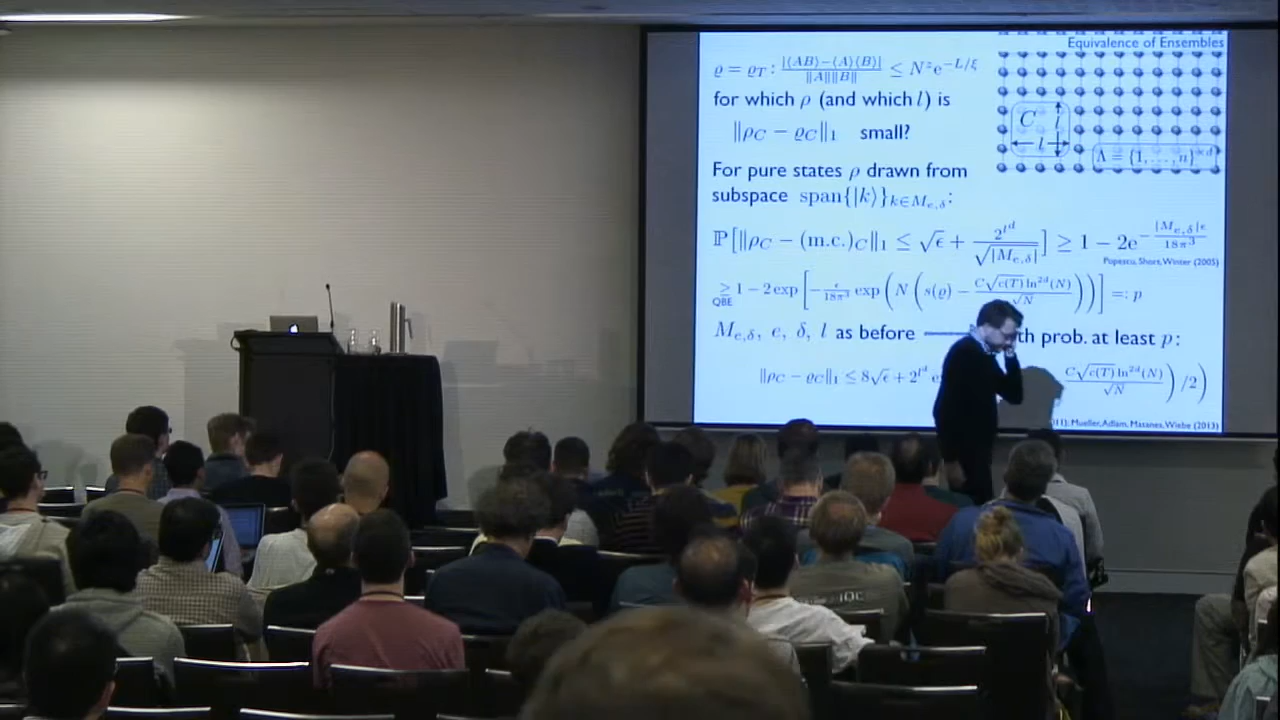 Equivalence of Ensembles
ϱ = ϱ_T : |⟨AB⟩−⟨A⟩⟨B⟩| / ‖A‖‖B‖ ≤ N^z e^{−L/ξ}
for which ρ (and which l) is
‖ρ_C − ϱ_C‖₁ small?
C l
l
Λ = {1, . . . , n}^{×d}
For pure states ρ drawn from
subspace span{|k⟩}_{k∈M_{e,δ}}:
ℙ[‖ρ_C − (m.c.)_C‖₁ ≤ √ϵ + 2^{l^d} / √|M_{e,δ}|] ≥ 1 − 2e^{−|M_{e,δ}|ϵ / 18π³}
Popescu, Short, Winter (2005)
≥ 1 − 2 exp[−ϵ/18π³ exp(N(s(ϱ) − C√c(T) ln^{2d}(N) / √N))] =: p
QBE
M_{e,δ}, e, δ, l as before th prob. at least p:
‖ρ_C − ϱ_C‖₁ ≤ 8√ϵ + 2^{l^d} C√c(T) ln^{2d}(N) / √N)/2)
Mueller, Adlam, Masanes, Wiebe (2013)